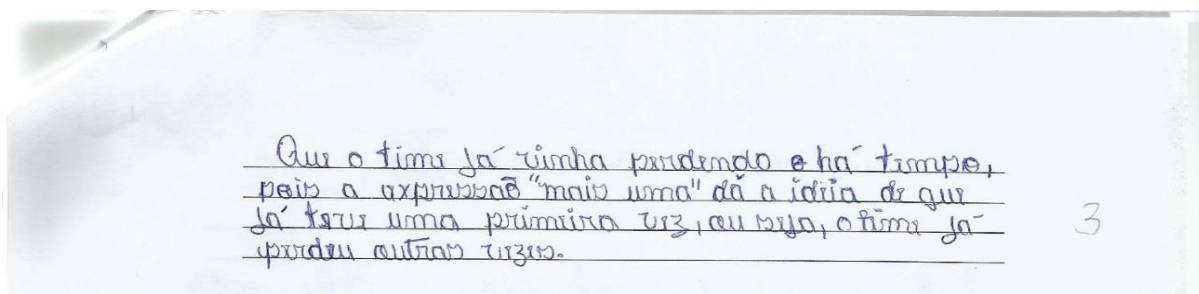 Que o time já vinha perdendo e há tempo,
pois a expressão "mais uma" dá a idéia de que
já teve uma primeira vez, ou seja, o time já
perdeu outras vezes.
3